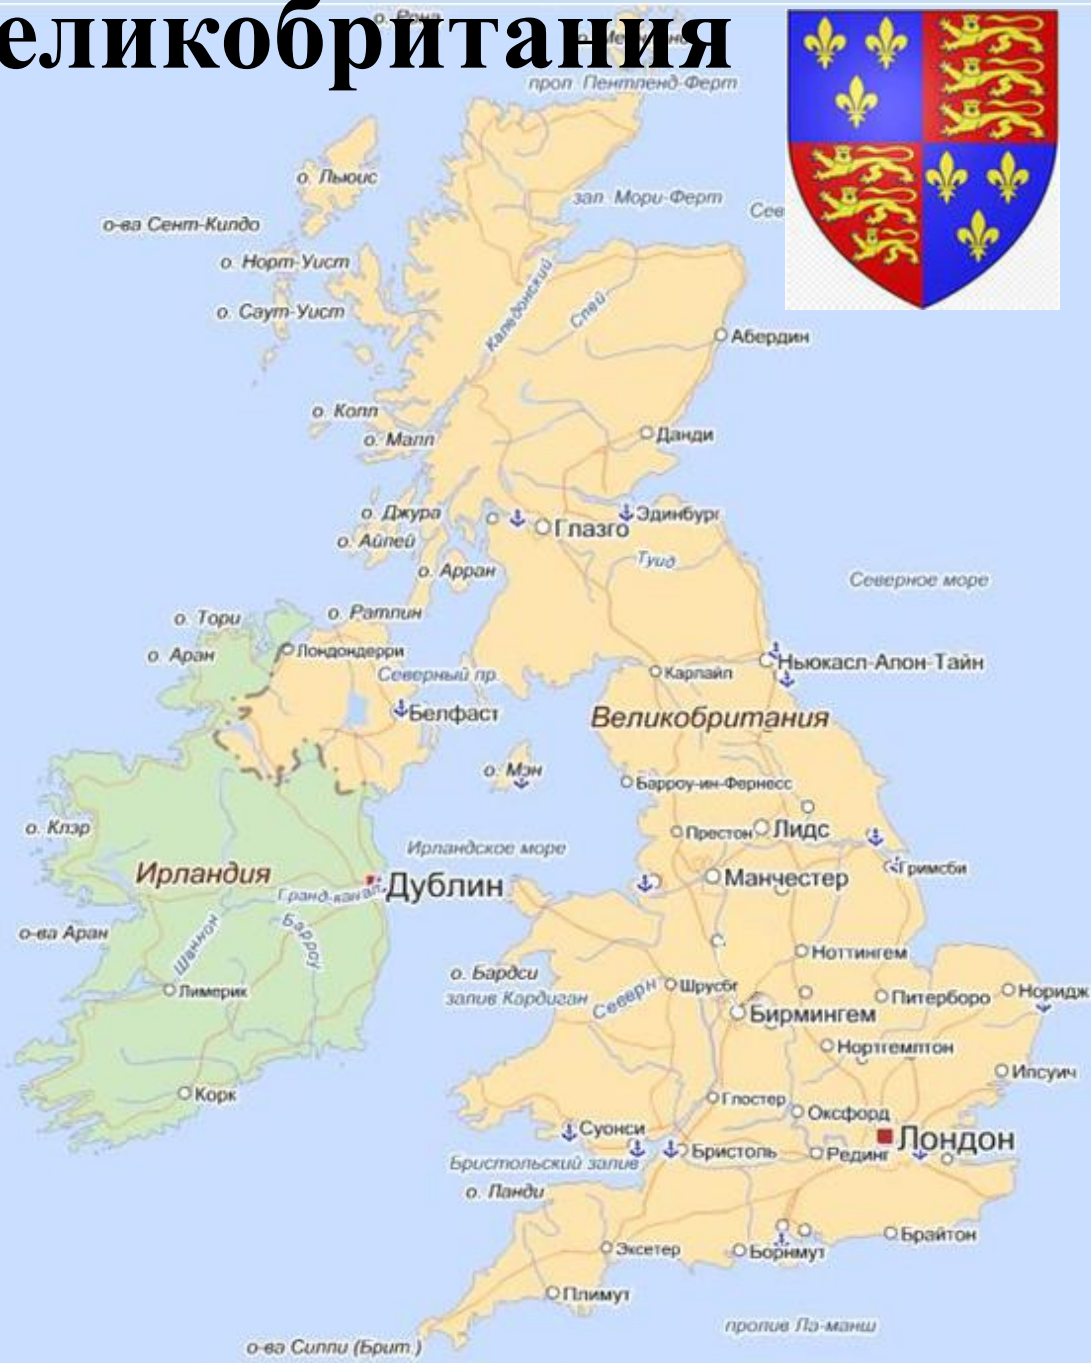 еликобритания
о. Рона
прол Пентленд-Ферт
о. Льюис
зал. Мори-Ферт
Сев
о-ва Сент-Килдо
о. Норт-Уист
о. Саут-Уист
Каледонский
Спей
Абердин
о. Колл
о. Малл
Данди
о. Джура
Эдинбург
Глазго
о. Айлей
Туид
о. Арран
Северное море
о. Тори
о. Ратлин
о. Аран
Лондондерри
Ньюкасл-Апон-Тайн
Северный пр.
Карлайл
Белфаст
Великобритания
о. Мэн
Барроу-ин-Фернесс
о. Клэр
Престон
Лидс
Ирландское море
Гримсби
Ирландия
Гранд-канал
Дублин
Манчестер
о-ва Аран
Шаннон
Барроу
Ноттингем
о. Бардси
Лимерик
залив Кардиган
Северн
Шрусбг
Питерборо
Норидж
Бирмингем
Нортгемптон
Ипсуич
Корк
Глостер
Оксфорд
Суонси
Лондон
Бристоль
Рединг
Бристольский залив
о. Ланди
Эксетер
Борнмут
Брайтон
Плимут
пролив Ла-манш
о-ва Силли (Брит.)